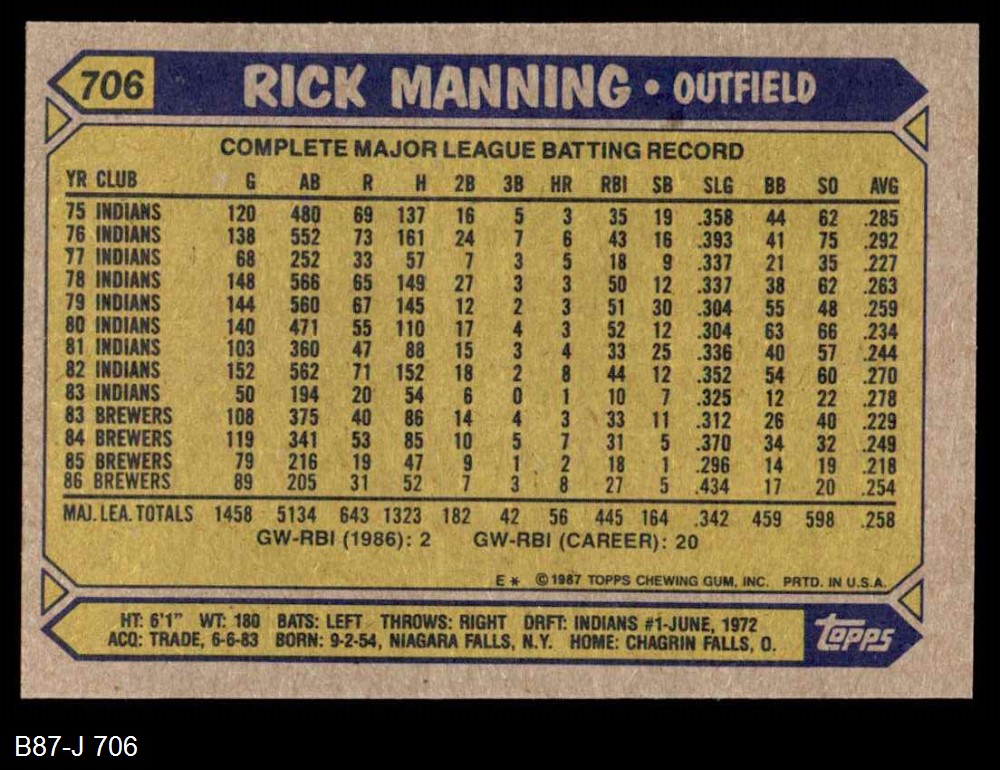 706 RICK MANNING • OUTFIELD
COMPLETE MAJOR LEAGUE BATTING RECORD
YR CLUB G AB R H 2B 3B HR RBI SB SLG BB SO AVG
75 INDIANS 120 480 69 137 16 5 3 35 19 .358 44 62 .285
76 INDIANS 138 552 73 161 24 7 6 43 16 .393 41 75 .292
77 INDIANS 68 252 33 57 7 3 5 18 9 .337 21 35 .227
78 INDIANS 148 566 65 149 27 3 3 50 12 .337 38 62 .263
79 INDIANS 144 560 67 145 12 2 3 51 30 .304 55 48 .259
80 INDIANS 140 471 55 110 17 4 3 52 12 .304 63 66 .234
81 INDIANS 103 360 47 88 15 3 4 33 25 .336 40 57 .244
82 INDIANS 152 562 71 152 18 2 8 44 12 .352 54 60 .270
83 INDIANS 50 194 20 54 6 0 1 10 7 .325 12 22 .278
83 BREWERS 108 375 40 86 14 4 3 33 11 .312 26 40 .229
84 BREWERS 119 341 53 85 10 5 7 31 5 .370 34 32 .249
85 BREWERS 79 216 19 47 9 1 2 18 1 .296 14 19 .218
86 BREWERS 89 205 31 52 7 3 8 27 5 .434 17 20 .254
MAJ. LEA. TOTALS 1458 5134 643 1323 182 42 56 445 164 .342 459 598 .258
GW-RBI (1986): 2 GW-RBI (CAREER): 20
E* ©1987 TOPPS CHEWING GUM, INC. PRTD. IN U.S.A.
HT: 6'1" WT: 180 BATS: LEFT THROWS: RIGHT DRFT: INDIANS #1-JUNE, 1972
ACQ: TRADE, 6-6-83 BORN: 9-2-54, NIAGARA FALLS, N.Y. HOME: CHAGRIN FALLS, O.
topps
B87-J 706